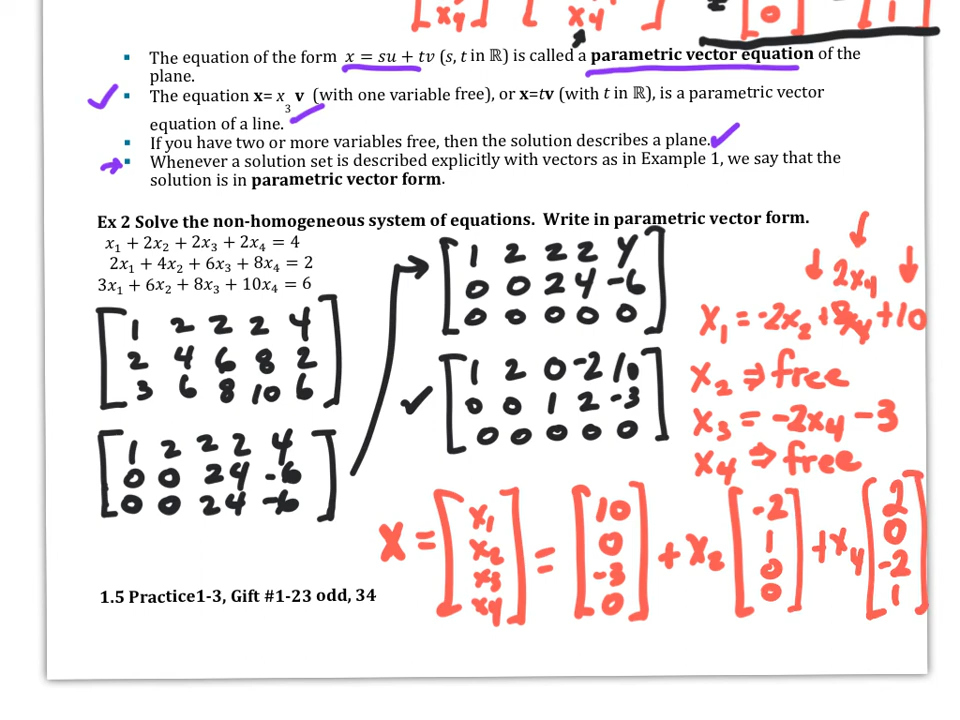 x4 x4 0 1
▪ The equation of the form x = su + tv (s, t in ℝ) is called a parametric vector equation of the
plane.
▪ The equation x= x₃ v (with one variable free), or x=tv (with t in ℝ), is a parametric vector
equation of a line.
▪ If you have two or more variables free, then the solution describes a plane.
▪ Whenever a solution set is described explicitly with vectors as in Example 1, we say that the
solution is in parametric vector form.
Ex 2 Solve the non-homogeneous system of equations. Write in parametric vector form.
x₁ + 2x₂ + 2x₃ + 2x₄ = 4
2x₁ + 4x₂ + 6x₃ + 8x₄ = 2
3x₁ + 6x₂ + 8x₃ + 10x₄ = 6
1 2 2 2 4
2 4 6 8 2
3 6 8 10 6
1 2 2 2 4
0 0 2 4 -6
0 0 2 4 -6
1 2 2 2 4
0 0 2 4 -6
0 0 0 0 0
1 2 0 -2 10
0 0 1 2 -3
0 0 0 0 0
2x4
x1 = -2x2 + x4 + 10
x2 ⇒ free
x3 = -2x4 - 3
x4 ⇒ free
x = [x1 x2 x3 x4] = [10 0 -3 0] + x2 [-2 1 0 0] + x4 [2 0 -2 1]
1.5 Practice1-3, Gift #1-23 odd, 34